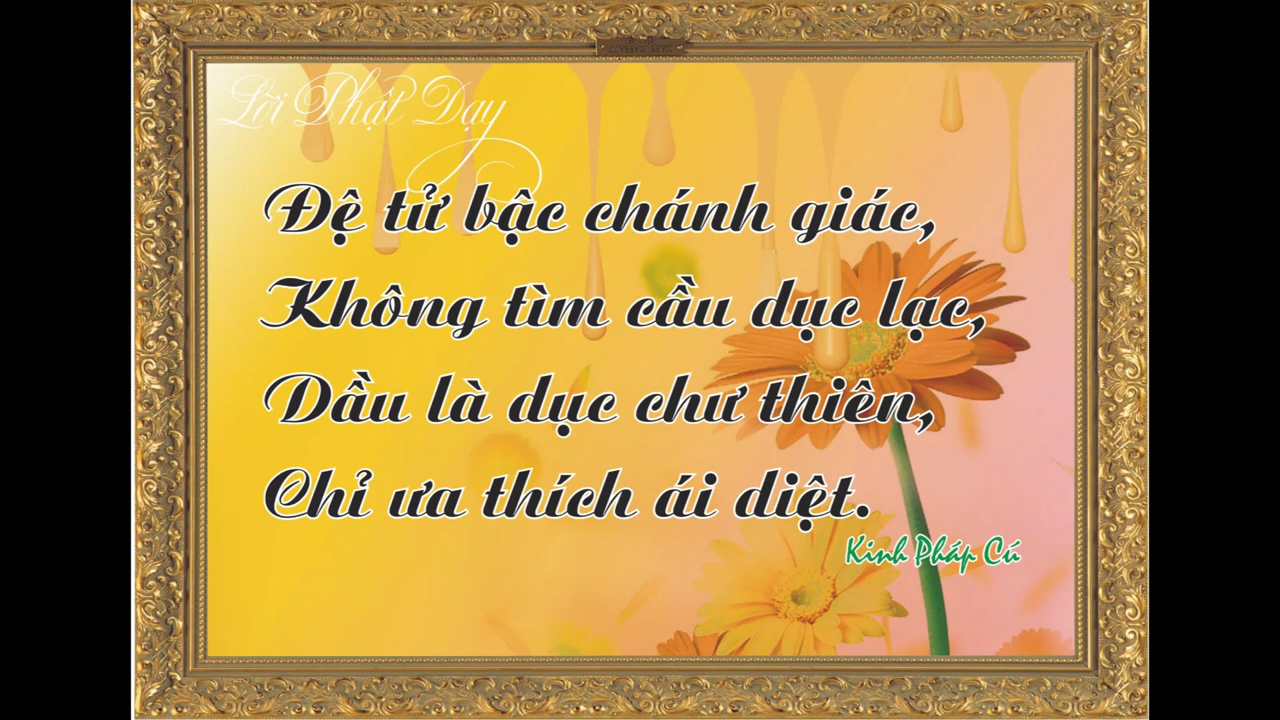 Lời Phật Dạy
Đệ tử bậc chánh giác,
Không tìm cầu dục lạc,
Dầu là dục chư thiên,
Chỉ ưa thích ái diệt.
Kinh Pháp Cú